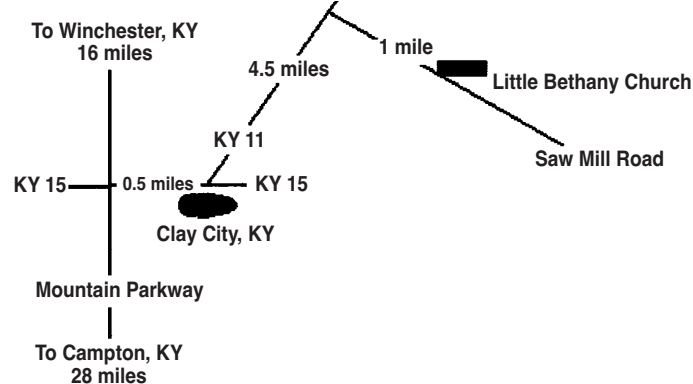 To Winchester, KY
16 miles
1 mile
4.5 miles
Little Bethany Church
KY 11
Saw Mill Road
KY 15
0.5 miles
KY 15
Clay City, KY
Mountain Parkway
To Campton, KY
28 miles